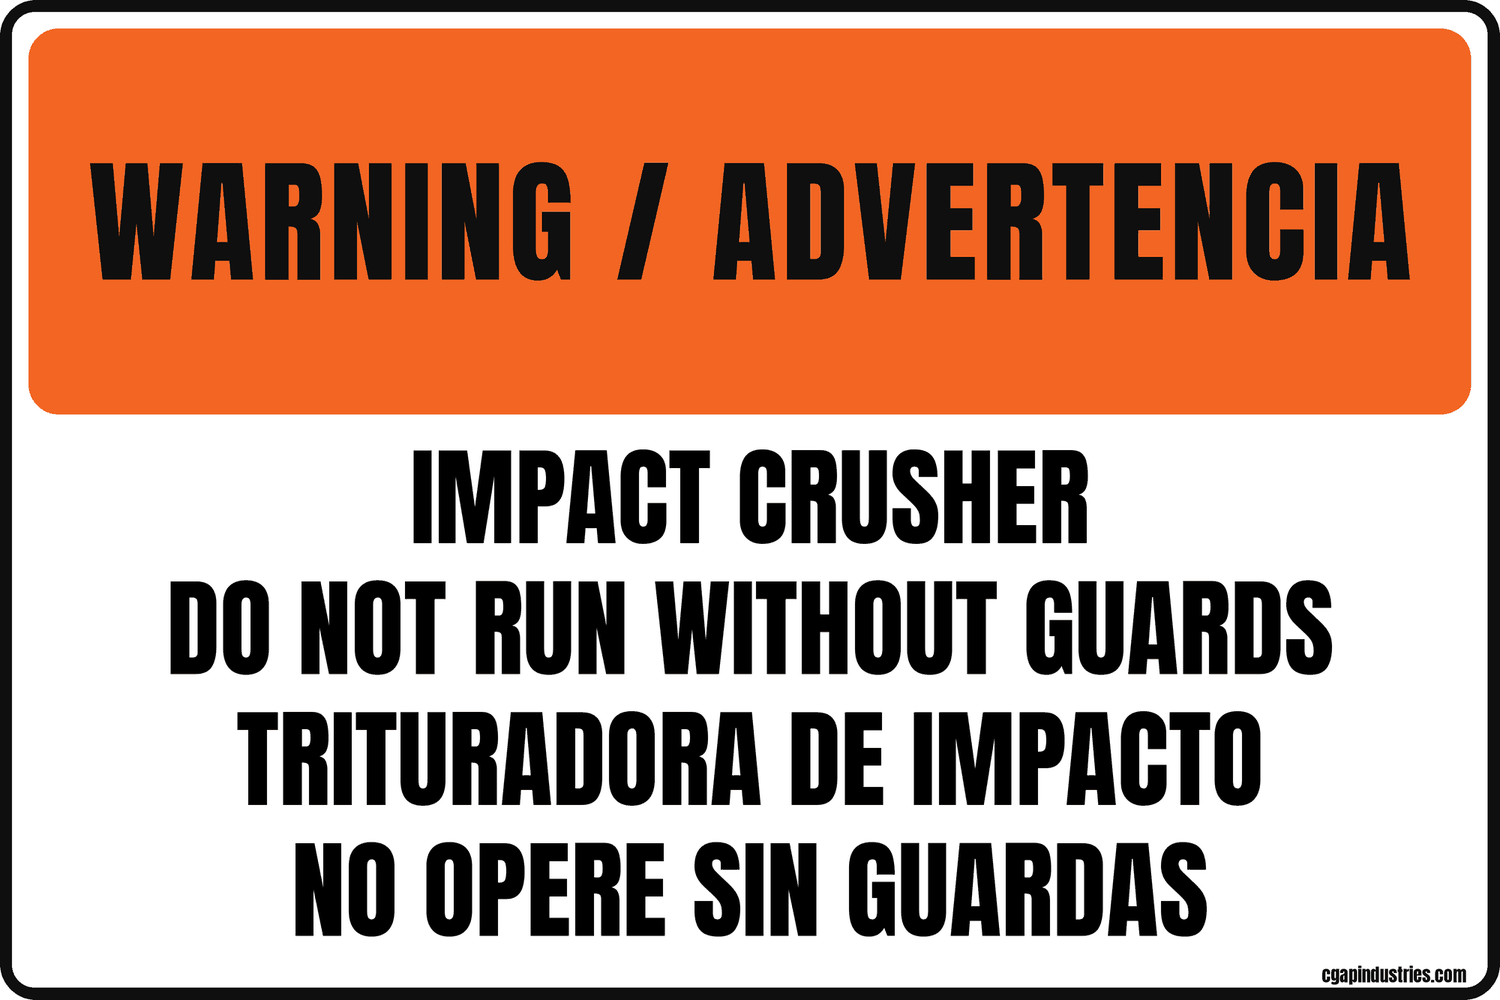 WARNING / ADVERTENCIA
IMPACT CRUSHER
DO NOT RUN WITHOUT GUARDS
TRITURADORA DE IMPACTO
NO OPERE SIN GUARDAS
cgapindustries.com